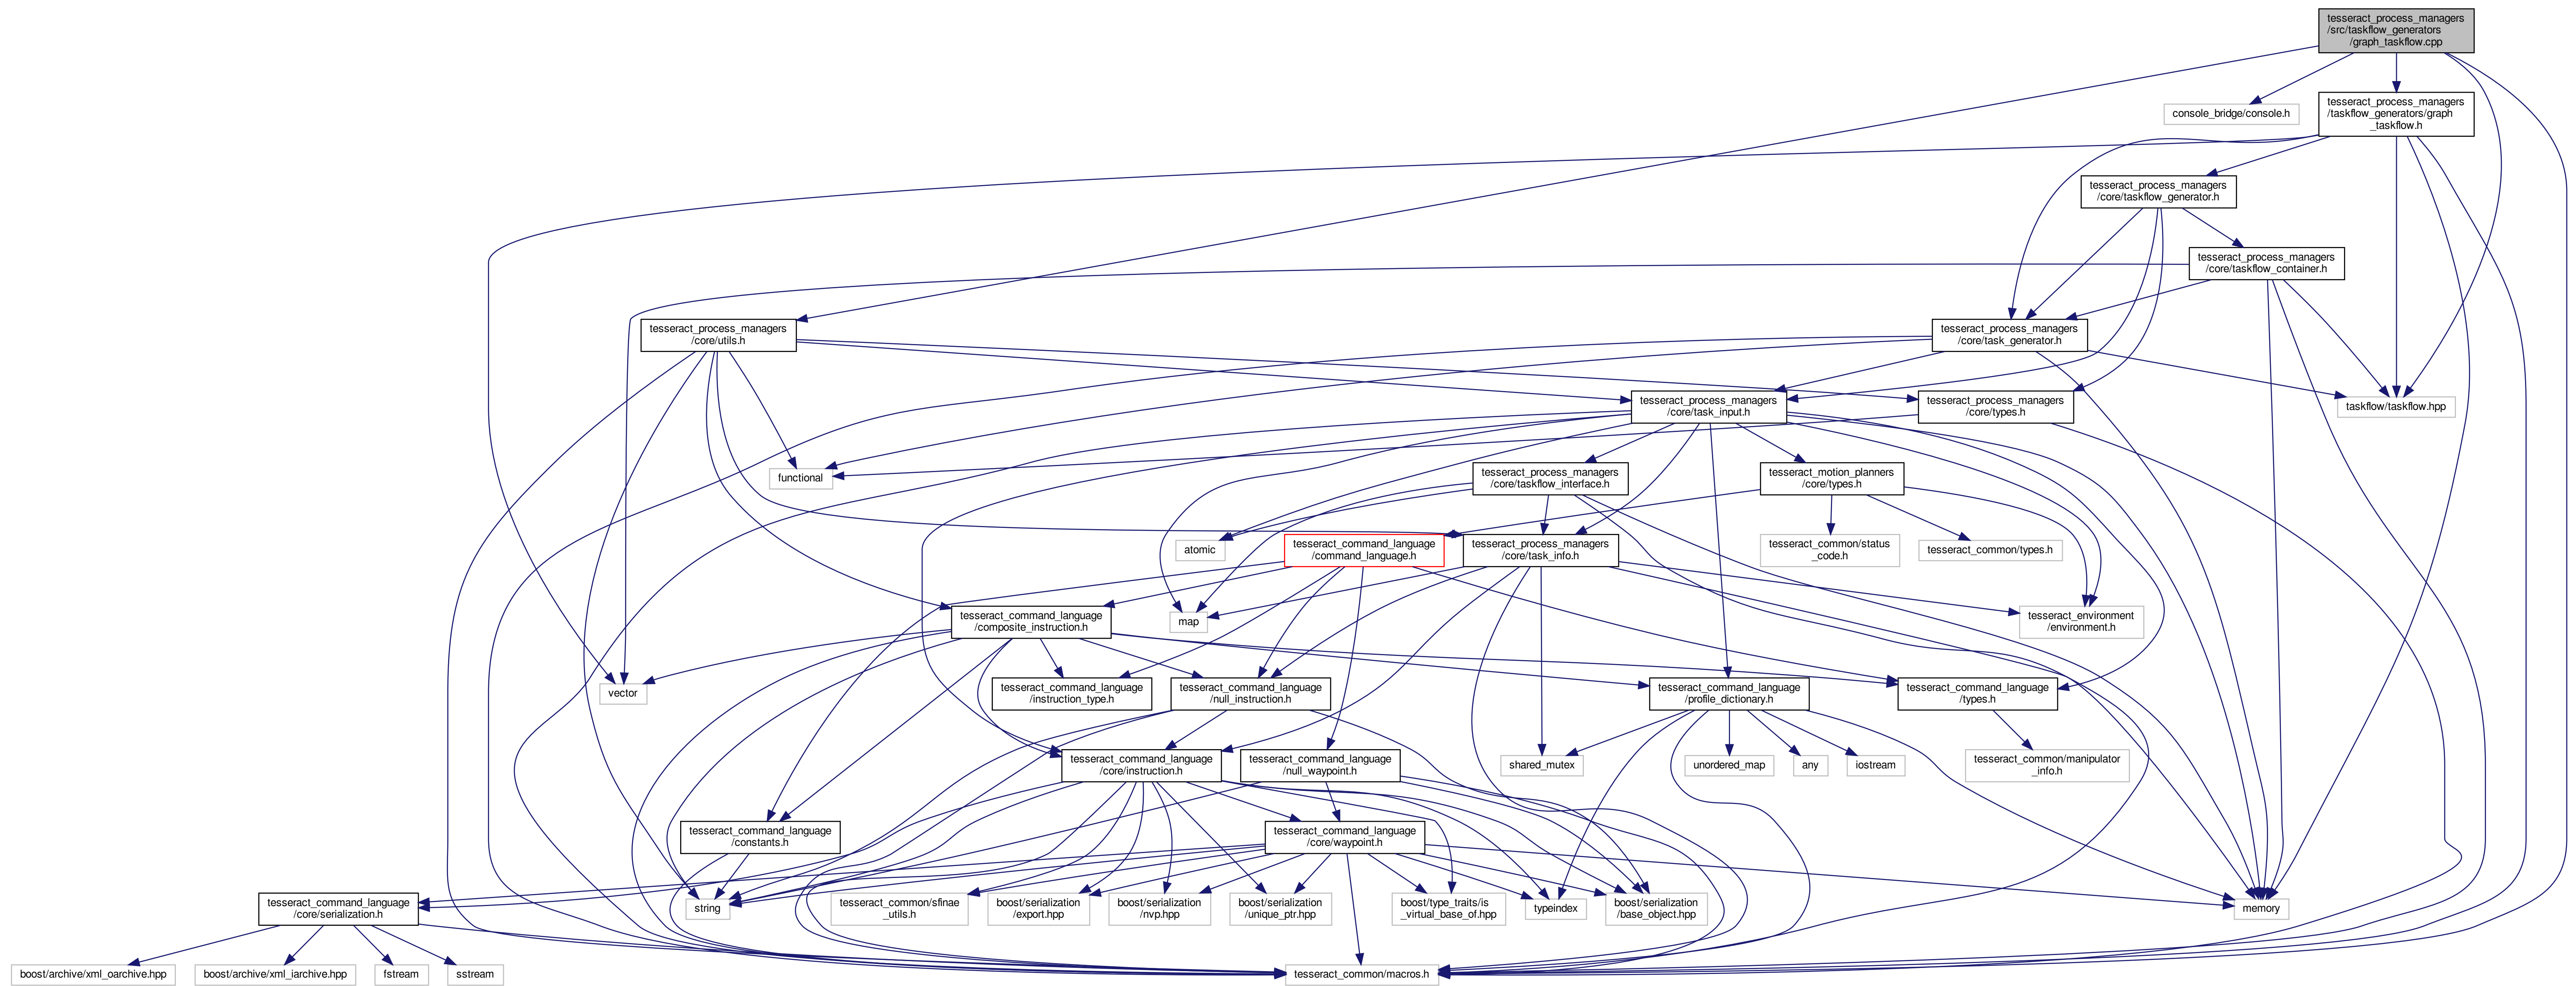 tesseract_process_managers
/src/taskflow_generators
/graph_taskflow.cpp
console_bridge/console.h
tesseract_process_managers
/taskflow_generators/graph
_taskflow.h
tesseract_process_managers
/core/taskflow_generator.h
tesseract_process_managers
/core/taskflow_container.h
tesseract_process_managers
/core/utils.h
tesseract_process_managers
/core/task_generator.h
tesseract_process_managers
/core/task_input.h
tesseract_process_managers
/core/types.h
taskflow/taskflow.hpp
functional
tesseract_process_managers
/core/taskflow_interface.h
tesseract_motion_planners
/core/types.h
atomic
tesseract_command_language
/command_language.h
tesseract_process_managers
/core/task_info.h
tesseract_common/status
_code.h
tesseract_common/types.h
tesseract_command_language
/composite_instruction.h
map
tesseract_environment
/environment.h
vector
tesseract_command_language
/instruction_type.h
tesseract_command_language
/null_instruction.h
tesseract_command_language
/profile_dictionary.h
tesseract_command_language
/types.h
tesseract_command_language
/core/instruction.h
tesseract_command_language
/null_waypoint.h
shared_mutex
unordered_map
any
iostream
tesseract_common/manipulator
_info.h
tesseract_command_language
/constants.h
tesseract_command_language
/core/waypoint.h
tesseract_command_language
/core/serialization.h
string
tesseract_common/sfinae
_utils.h
boost/serialization
/export.hpp
boost/serialization
/nvp.hpp
boost/serialization
/unique_ptr.hpp
boost/type_traits/is
_virtual_base_of.hpp
typeindex
boost/serialization
/base_object.hpp
memory
boost/archive/xml_oarchive.hpp
boost/archive/xml_iarchive.hpp
fstream
sstream
tesseract_common/macros.h